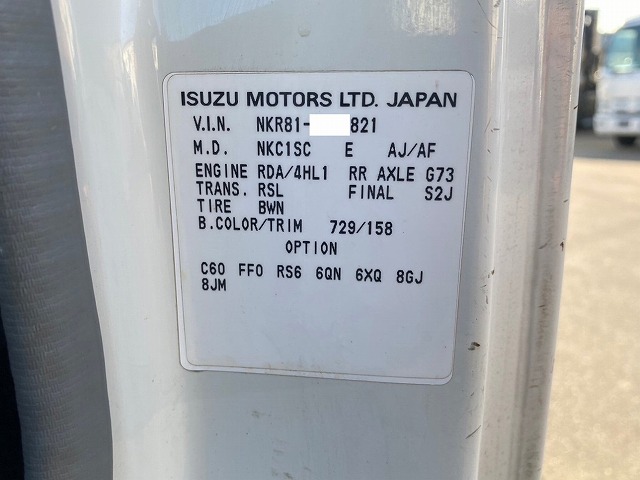 ISUZU MOTORS LTD. JAPAN
V.I.N. NKR81- 821
M.D. NKC1SC E AJ/AF
ENGINE RDA/4HL1 RR AXLE G73
TRANS. RSL FINAL S2J
TIRE BWN
B.COLOR/TRIM 729/158
OPTION
C60 FF0 RS6 6QN 6XQ 8GJ
8JM